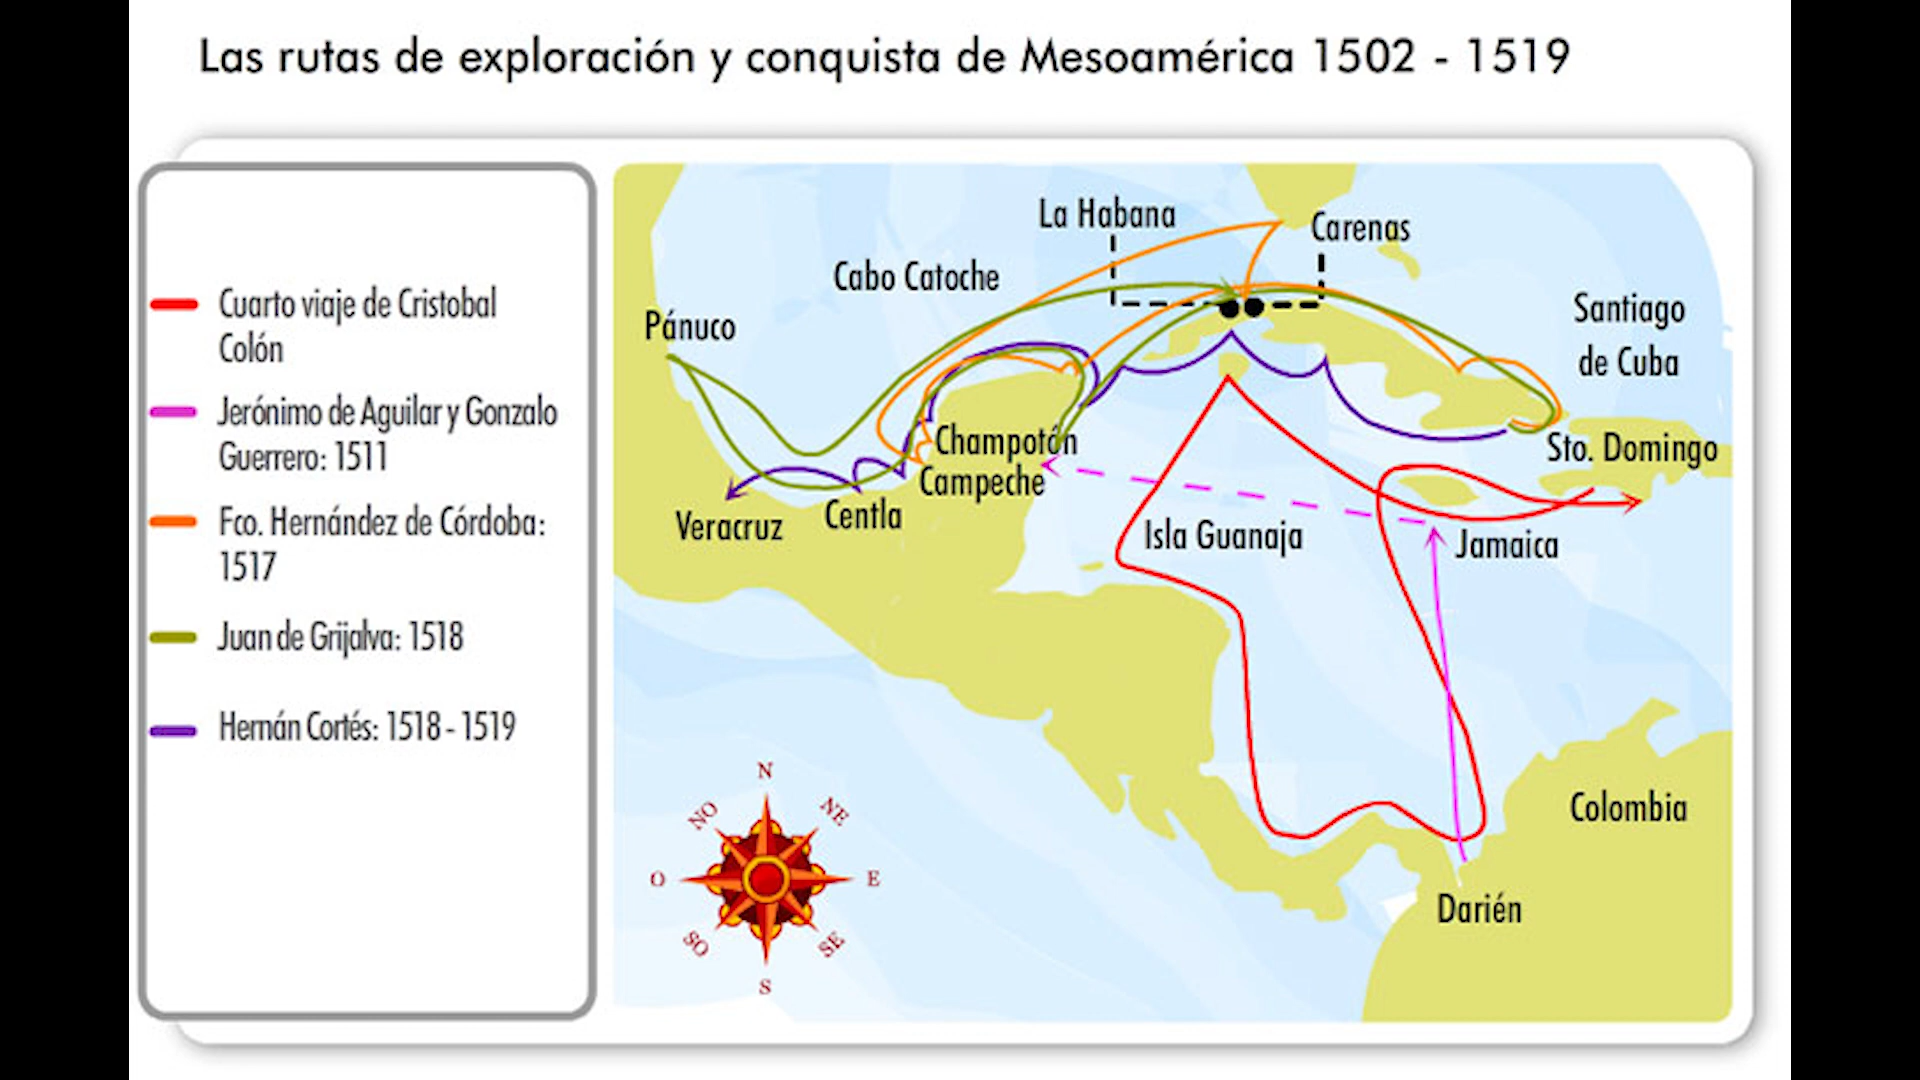 Las rutas de exploración y conquista de Mesoamérica 1502 - 1519
Cuarto viaje de Cristobal
Colón
Jerónimo de Aguilar y Gonzalo
Guerrero: 1511
Fco. Hernández de Córdoba:
1517
Juan de Grijalva: 1518
Hernán Cortés: 1518 - 1519
La Habana
Carenas
Cabo Catoche
Pánuco
Santiago
de Cuba
Champotón
Campeche
Sto. Domingo
Veracruz
Centla
Isla Guanaja
Jamaica
Colombia
Darién
N
NO
NE
O
E
SO
SE
S